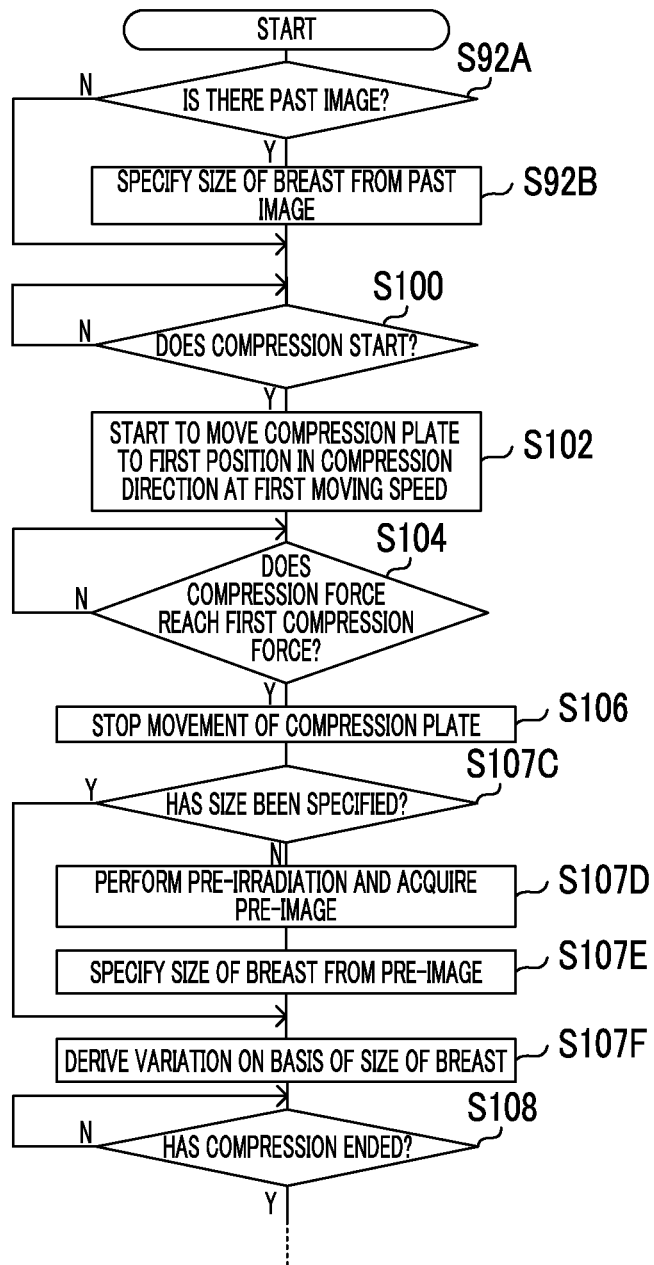 START
S92A
N
IS THERE PAST IMAGE?
Y
SPECIFY SIZE OF BREAST FROM PAST
IMAGE
S92B
S100
N
DOES COMPRESSION START?
Y
START TO MOVE COMPRESSION PLATE
TO FIRST POSITION IN COMPRESSION
DIRECTION AT FIRST MOVING SPEED
S102
S104
DOES
COMPRESSION FORCE
REACH FIRST COMPRESSION
FORCE?
N
Y
STOP MOVEMENT OF COMPRESSION PLATE
S106
S107C
Y
HAS SIZE BEEN SPECIFIED?
N
PERFORM PRE-IRRADIATION AND ACQUIRE
PRE-IMAGE
S107D
SPECIFY SIZE OF BREAST FROM PRE-IMAGE
S107E
DERIVE VARIATION ON BASIS OF SIZE OF BREAST
S107F
S108
N
HAS COMPRESSION ENDED?
Y